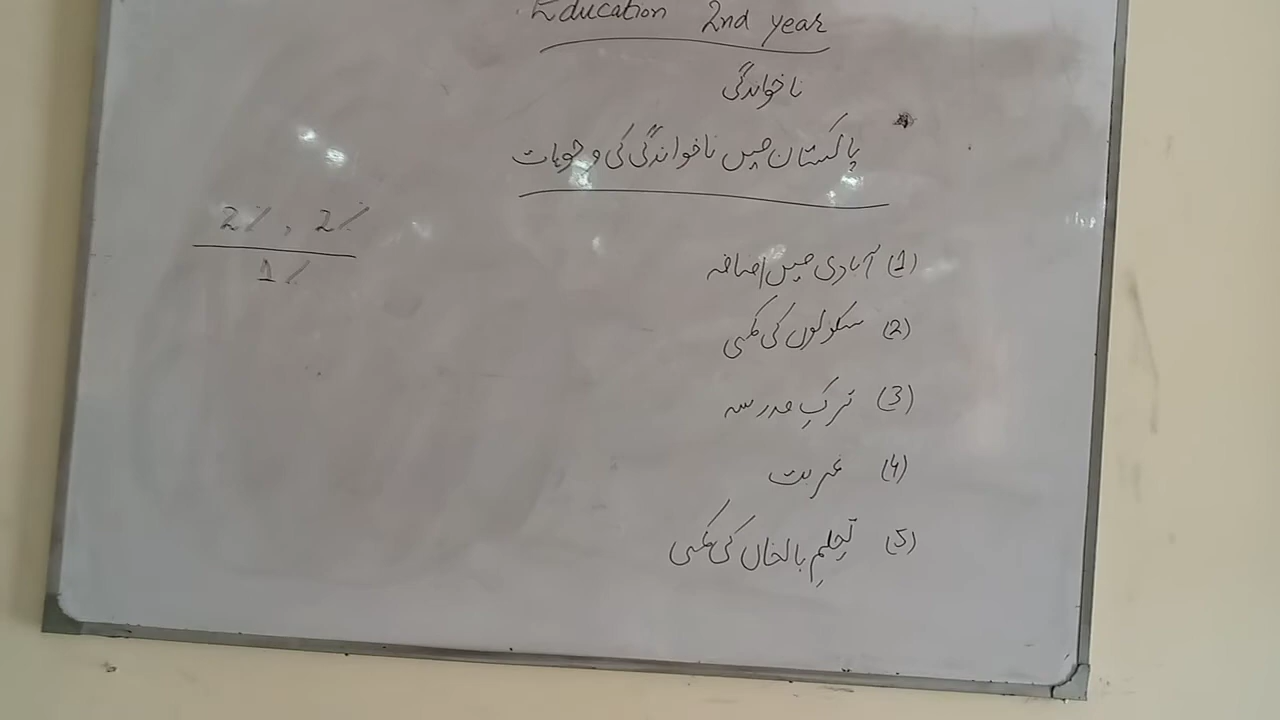 Education 2nd year
ناخواندگی
پاکستان میں ناخواندگی کی وجوہات
(1) آبادی میں اضافہ
(2) سکولوں کی کمی
(3) ترکِ مدرسہ
(4) غربت
(5) تعلیمِ بالغاں کی کمی
2% , 2%
1%